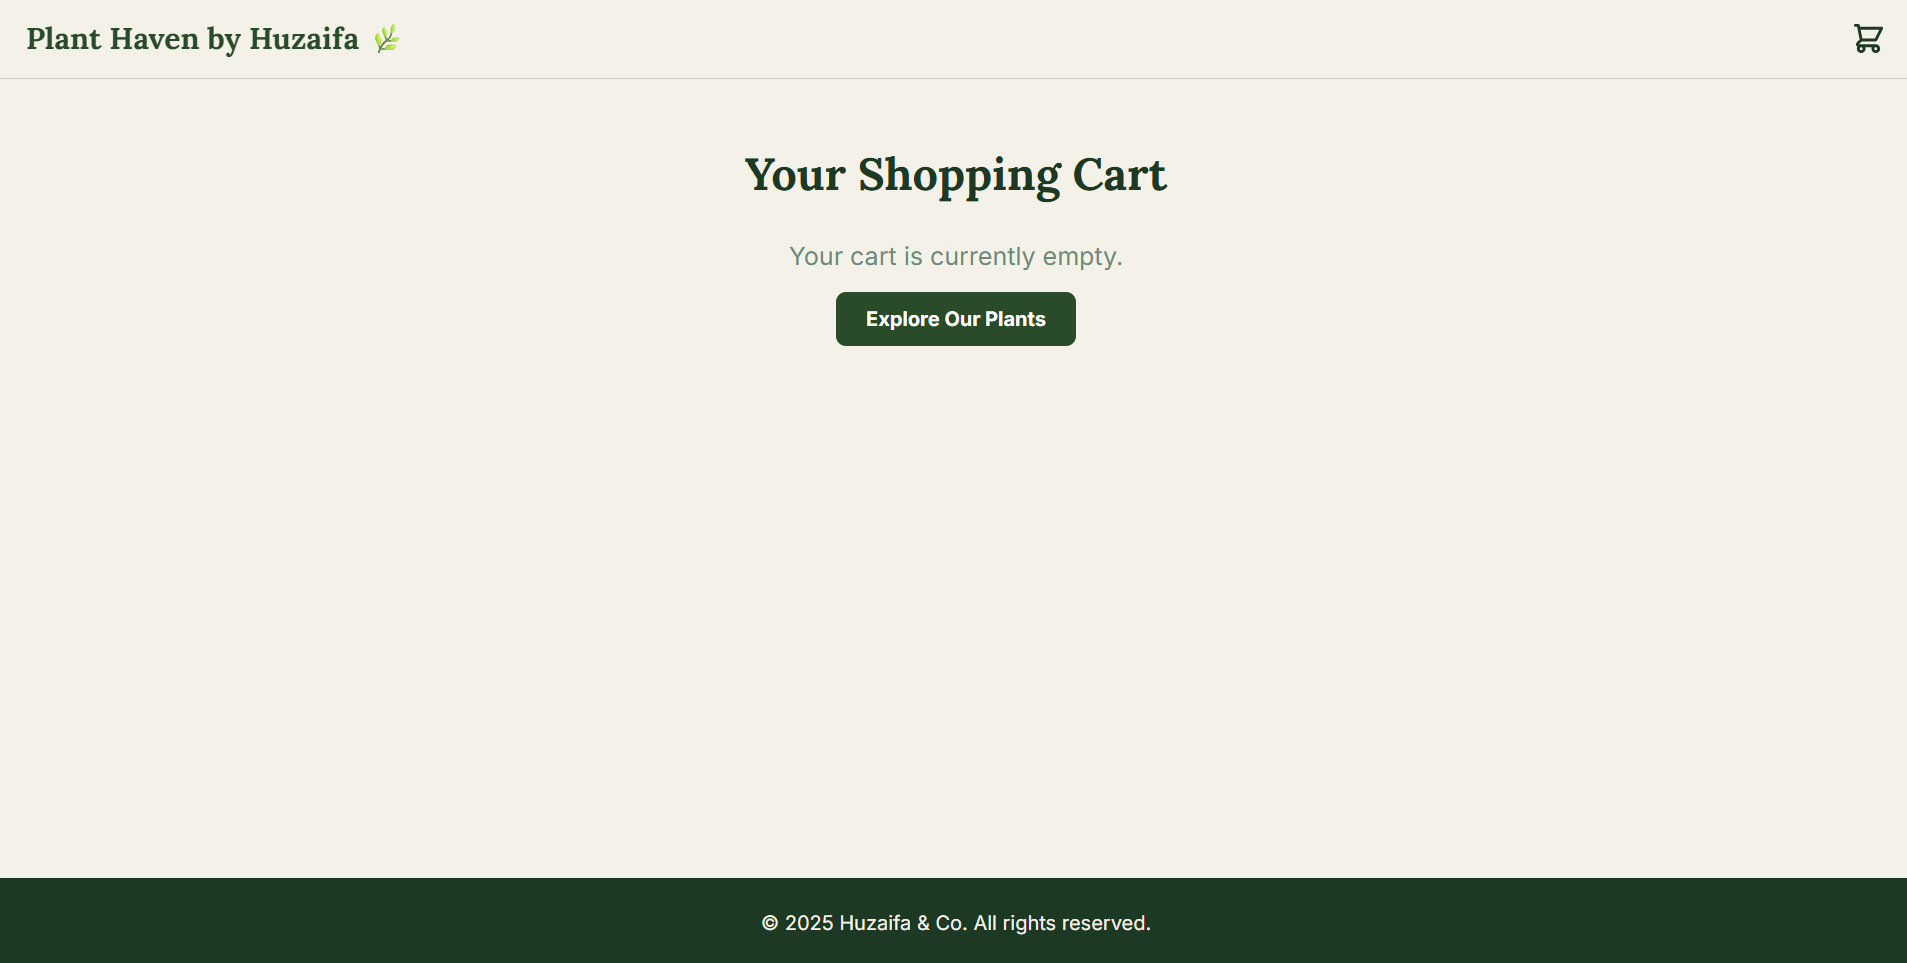 Plant Haven by Huzaifa 🌿
Your Shopping Cart
Your cart is currently empty.
Explore Our Plants
© 2025 Huzaifa & Co. All rights reserved.